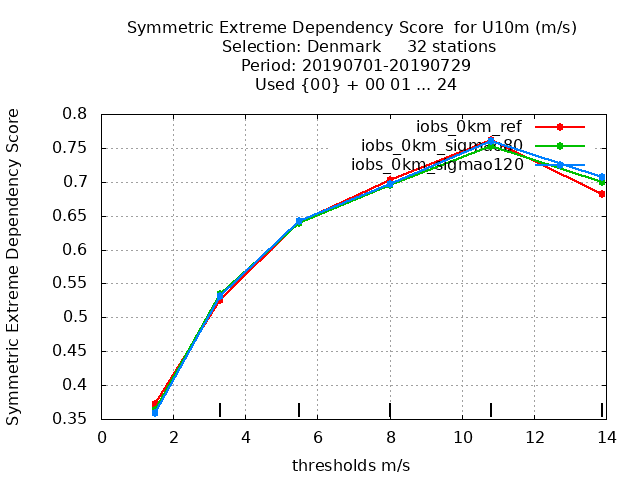 Symmetric Extreme Dependency Score for U10m (m/s)
Selection: Denmark 32 stations
Period: 20190701-20190729
Used {00} + 00 01 ... 24
Symmetric Extreme Dependency Score
0.8
0.75
0.7
0.65
0.6
0.55
0.5
0.45
0.4
0.35
iobs_0km_ref
iobs_0km_sigmao80
iobs_0km_sigmao120
0 2 4 6 8 10 12 14
thresholds m/s